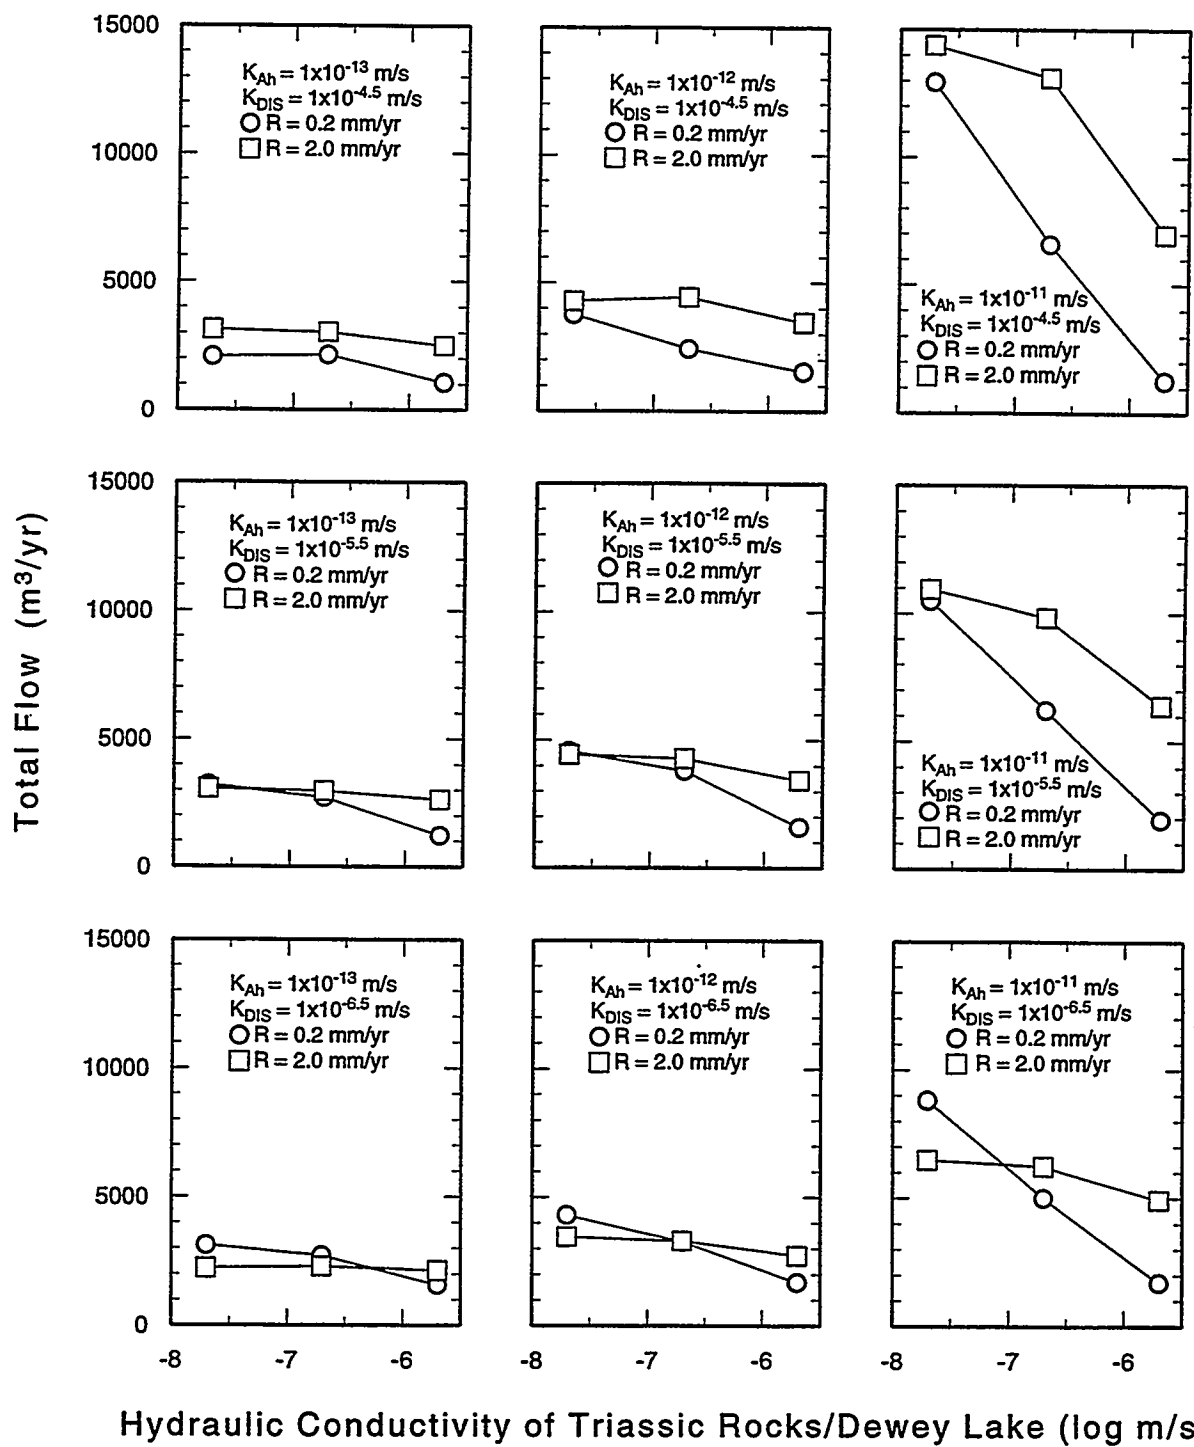 15000
10000
5000
0
K_Ah = 1x10^-13 m/s
K_DIS = 1x10^-4.5 m/s
R = 0.2 mm/yr
R = 2.0 mm/yr
K_Ah = 1x10^-12 m/s
K_DIS = 1x10^-4.5 m/s
R = 0.2 mm/yr
R = 2.0 mm/yr
K_Ah = 1x10^-11 m/s
K_DIS = 1x10^-4.5 m/s
R = 0.2 mm/yr
R = 2.0 mm/yr
Total Flow (m³/yr)
15000
10000
5000
0
K_Ah = 1x10^-13 m/s
K_DIS = 1x10^-5.5 m/s
R = 0.2 mm/yr
R = 2.0 mm/yr
K_Ah = 1x10^-12 m/s
K_DIS = 1x10^-5.5 m/s
R = 0.2 mm/yr
R = 2.0 mm/yr
K_Ah = 1x10^-11 m/s
K_DIS = 1x10^-5.5 m/s
R = 0.2 mm/yr
R = 2.0 mm/yr
15000
10000
5000
0
K_Ah = 1x10^-13 m/s
K_DIS = 1x10^-6.5 m/s
R = 0.2 mm/yr
R = 2.0 mm/yr
K_Ah = 1x10^-12 m/s
K_DIS = 1x10^-6.5 m/s
R = 0.2 mm/yr
R = 2.0 mm/yr
K_Ah = 1x10^-11 m/s
K_DIS = 1x10^-6.5 m/s
R = 0.2 mm/yr
R = 2.0 mm/yr
-8 -7 -6 -8 -7 -6 -8 -7 -6
Hydraulic Conductivity of Triassic Rocks/Dewey Lake (log m/s